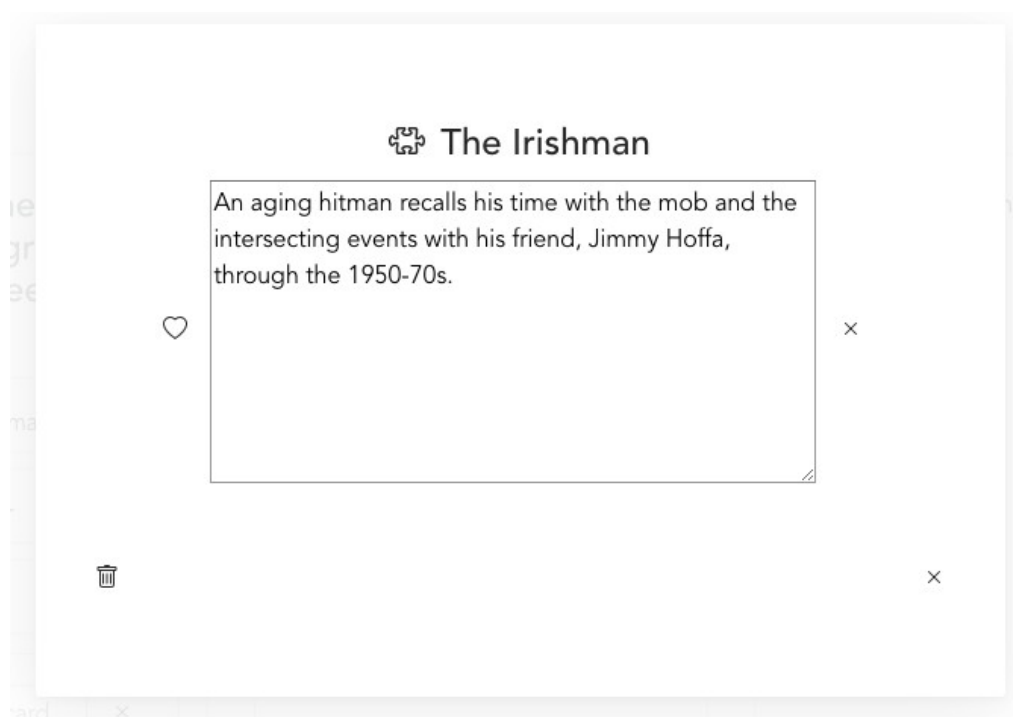 The Irishman
An aging hitman recalls his time with the mob and the
intersecting events with his friend, Jimmy Hoffa,
through the 1950-70s.